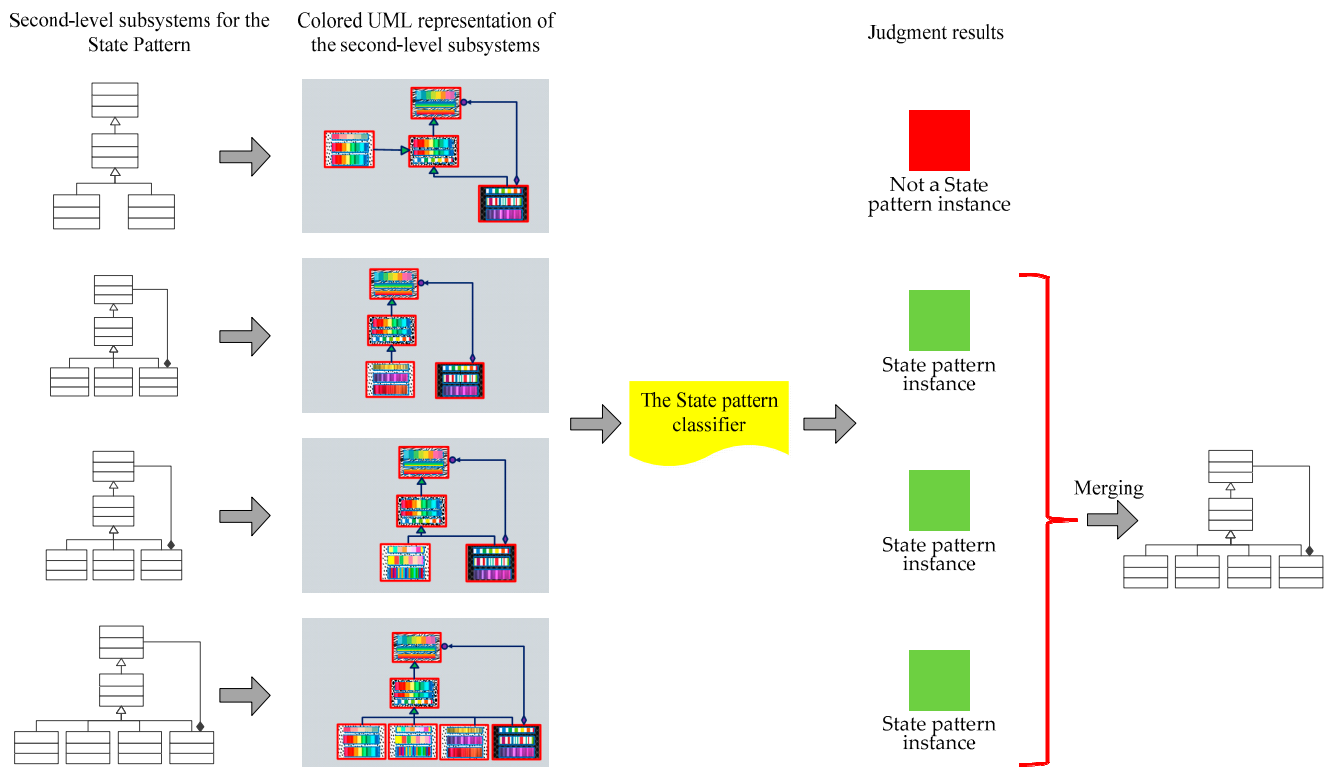 Second-level subsystems for the
State Pattern
Colored UML representation of
the second-level subsystems
Judgment results
Not a State
pattern instance
State pattern
instance
The State pattern
classifier
State pattern
instance
Merging
State pattern
instance